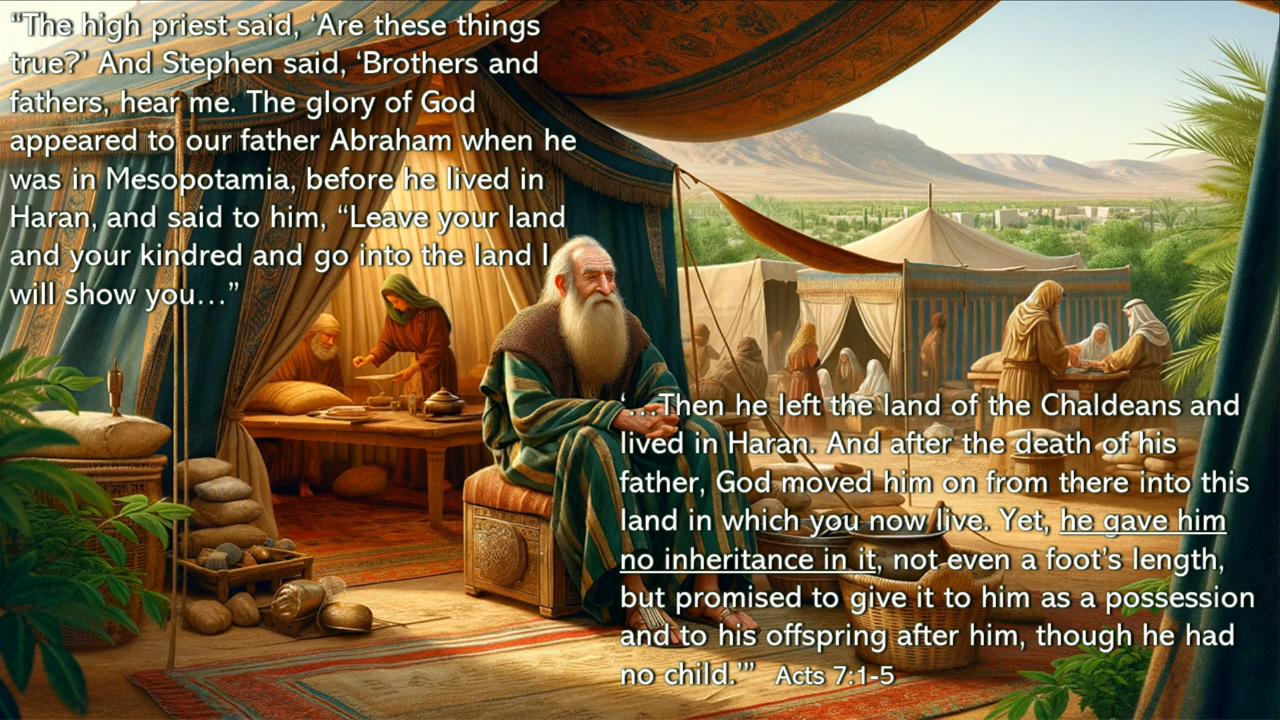 “The high priest said, ‘Are these things
true?’ And Stephen said, ‘Brothers and
fathers, hear me. The glory of God
appeared to our father Abraham when he
was in Mesopotamia, before he lived in
Haran, and said to him, “Leave your land
and your kindred and go into the land I
will show you…”
‘…Then he left the land of the Chaldeans and
lived in Haran. And after the death of his
father, God moved him on from there into this
land in which you now live. Yet, he gave him
no inheritance in it, not even a foot’s length,
but promised to give it to him as a possession
and to his offspring after him, though he had
no child.’” Acts 7:1-5